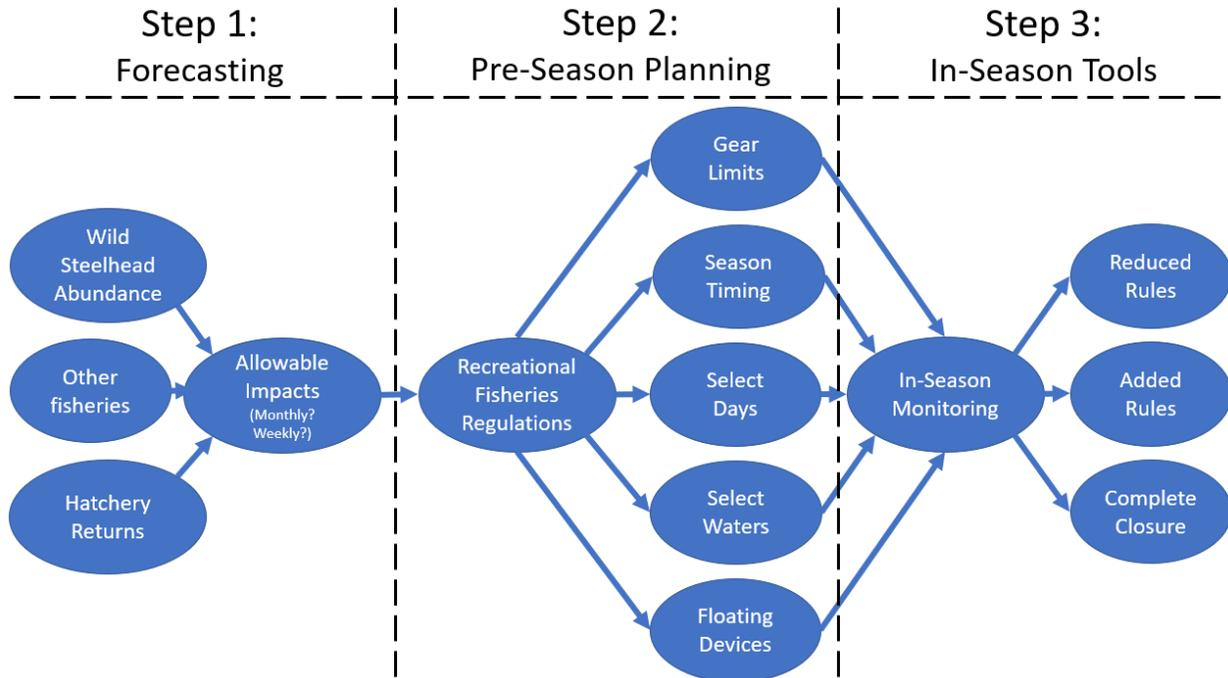 Step 1:
Forecasting
Step 2:
Pre-Season Planning
Step 3:
In-Season Tools
Wild
Steelhead
Abundance
Other
fisheries
Hatchery
Returns
Allowable
Impacts
(Monthly?
Weekly?)
Recreational
Fisheries
Regulations
Gear
Limits
Season
Timing
Select
Days
Select
Waters
Floating
Devices
In-Season
Monitoring
Reduced
Rules
Added
Rules
Complete
Closure